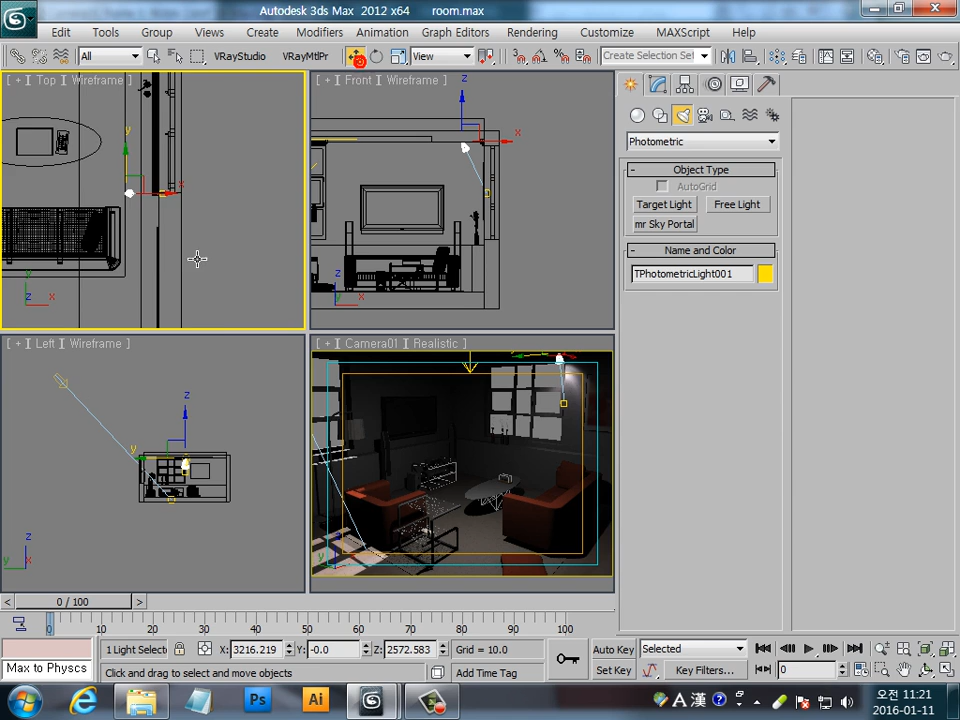 Autodesk 3ds Max 2012 x64 room.max
Edit Tools Group Views Create Modifiers Animation Graph Editors Rendering Customize MAXScript Help
All VRayStudio VRayMtlPr View Create Selection Set
[ + ] [ Top ] [ Wireframe ]
[ + ] [ Front ] [ Wireframe ]
z
x
y
x
z
x
z
y x
Photometric
- Object Type
AutoGrid
Target Light Free Light
mr Sky Portal
- Name and Color
TPhotometricLight001
[ + ] [ Left ] [ Wireframe ]
[ + ] [ Camera01 ] [ Realistic ]
z
y
z
y x
< 0 / 100 >
0 10 20 30 40 50 60 70 80 90 100
1 Light Selecte X: 3216.219 Y: -0.0 Z: 2572.583 Grid = 10.0 Auto Key Selected
Max to Physcs Click and drag to select and move objects Add Time Tag Set Key Key Filters... 0
Ps Ai A 漢 오전 11:21
2016-01-11